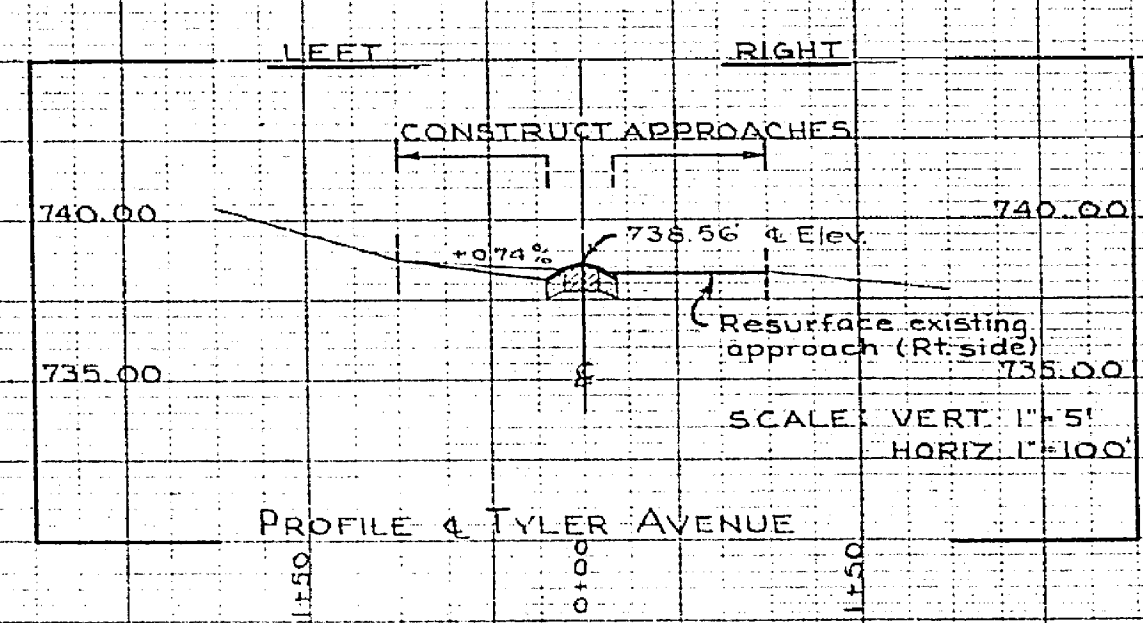 LEFT
RIGHT
CONSTRUCT APPROACHES
740.00
740.00
+0.74%
738.56' ℄ Elev.
Resurface existing
approach (Rt. side)
735.00
℄
735.00
SCALE: VERT. 1"=5'
HORIZ. 1"=100'
PROFILE ℄ TYLER AVENUE
1+50
0+00
1+50